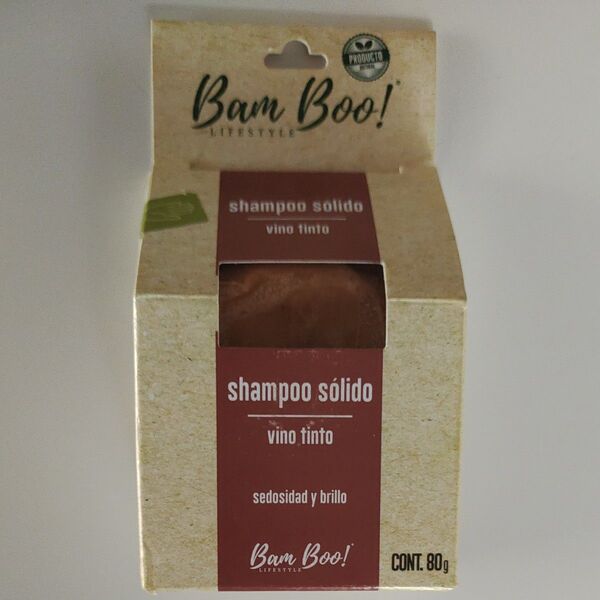 PRODUCTO
Bam Boo!
LIFESTYLE
shampoo sólido
vino tinto
shampoo sólido
vino tinto
sedosidad y brillo
Bam Boo!
LIFESTYLE
CONT. 80g